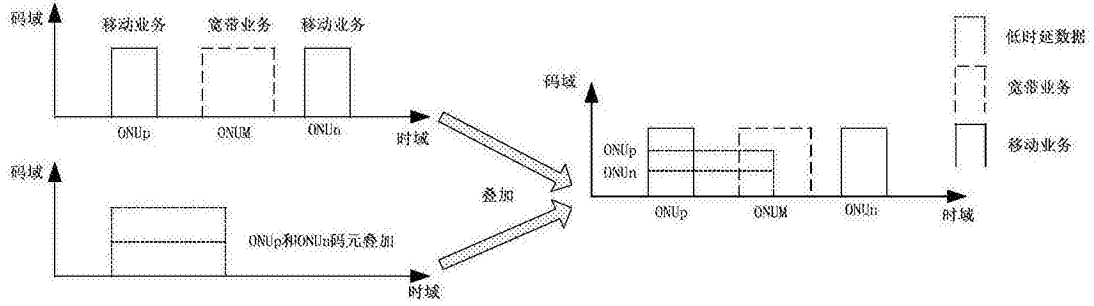 码域
移动业务
宽带业务
移动业务
ONUp
ONUM
ONUn
时域
码域
ONUp和ONUn码元叠加
时域
叠加
码域
ONUp
ONUn
ONUp
ONUM
ONUn
时域
低时延数据
宽带业务
移动业务